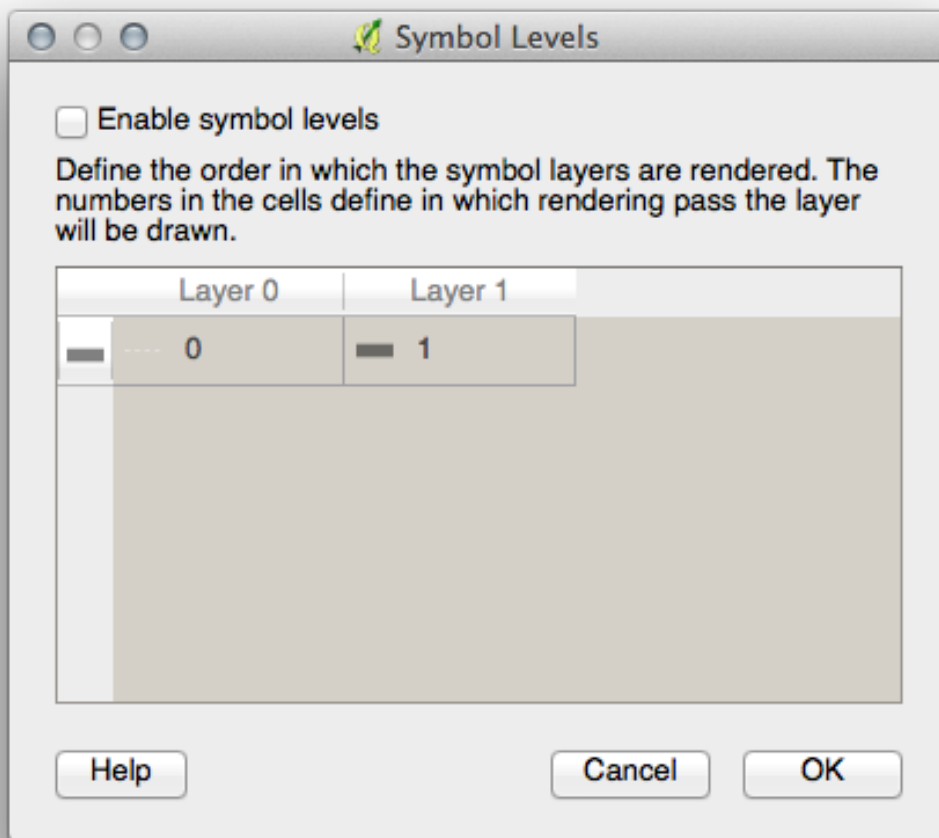 Symbol Levels
Enable symbol levels
Define the order in which the symbol layers are rendered. The
numbers in the cells define in which rendering pass the layer
will be drawn.
Layer 0 Layer 1
0 1
Help Cancel OK